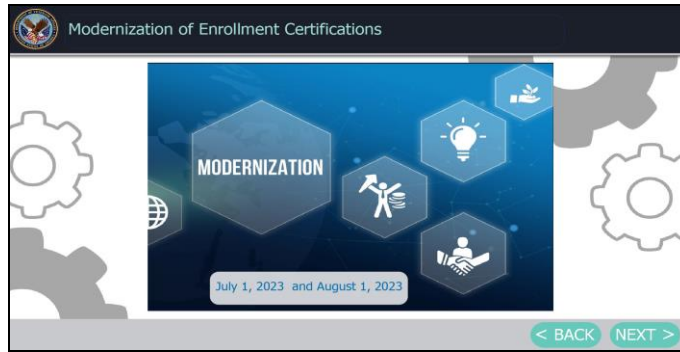 Modernization of Enrollment Certifications
MODERNIZATION
July 1, 2023 and August 1, 2023
< BACK NEXT >